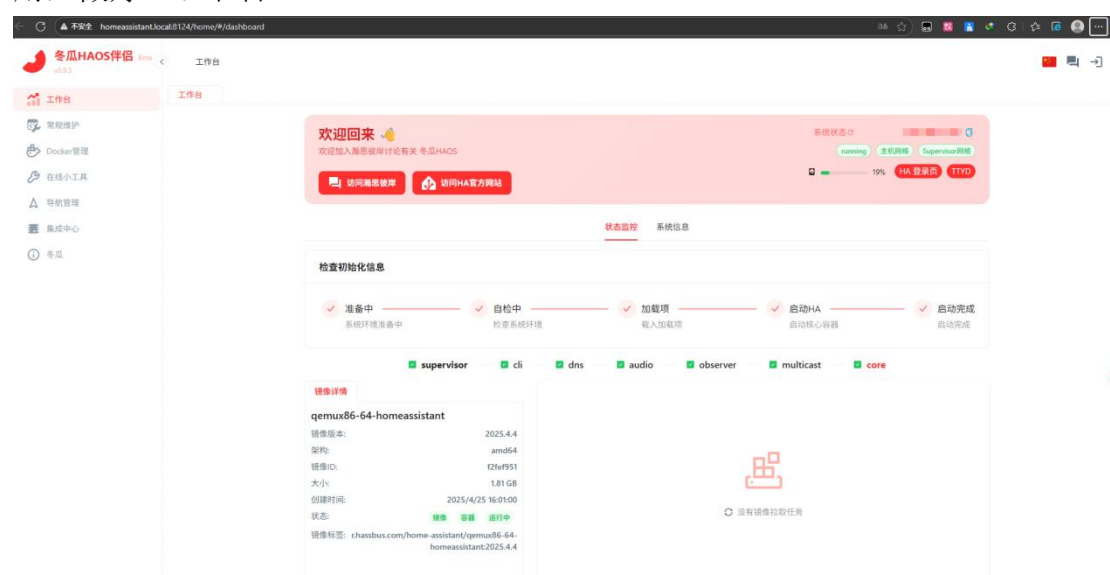 不安全 homeassistant.local:8124/home/#/dashboard
冬瓜HAOS伴侣 Beta
v0.9.3
工作台
工作台
工作台
常规维护
Docker管理
在线小工具
导航管理
集成中心
冬瓜
欢迎回来
欢迎加入瀚思彼岸讨论有关 冬瓜HAOS
访问瀚思彼岸
访问HA官方网站
系统状态
running 主机网络 Supervisor网络
19% HA 登录页 TTYD
状态监控 系统信息
检查初始化信息
准备中 自检中 加载项 启动HA 启动完成
系统环境准备中 检查系统环境 载入加载项 启动核心容器 启动完成
supervisor cli dns audio observer multicast core
镜像详情
qemux86-64-homeassistant
镜像版本: 2025.4.4
架构: amd64
镜像ID: f2fef951
大小: 1.81 GB
创建时间: 2025/4/25 16:01:00
状态: 镜像 容器 运行中
镜像标签: r.hassbus.com/home-assistant/qemux86-64-
homeassistant:2025.4.4
没有镜像拉取任务